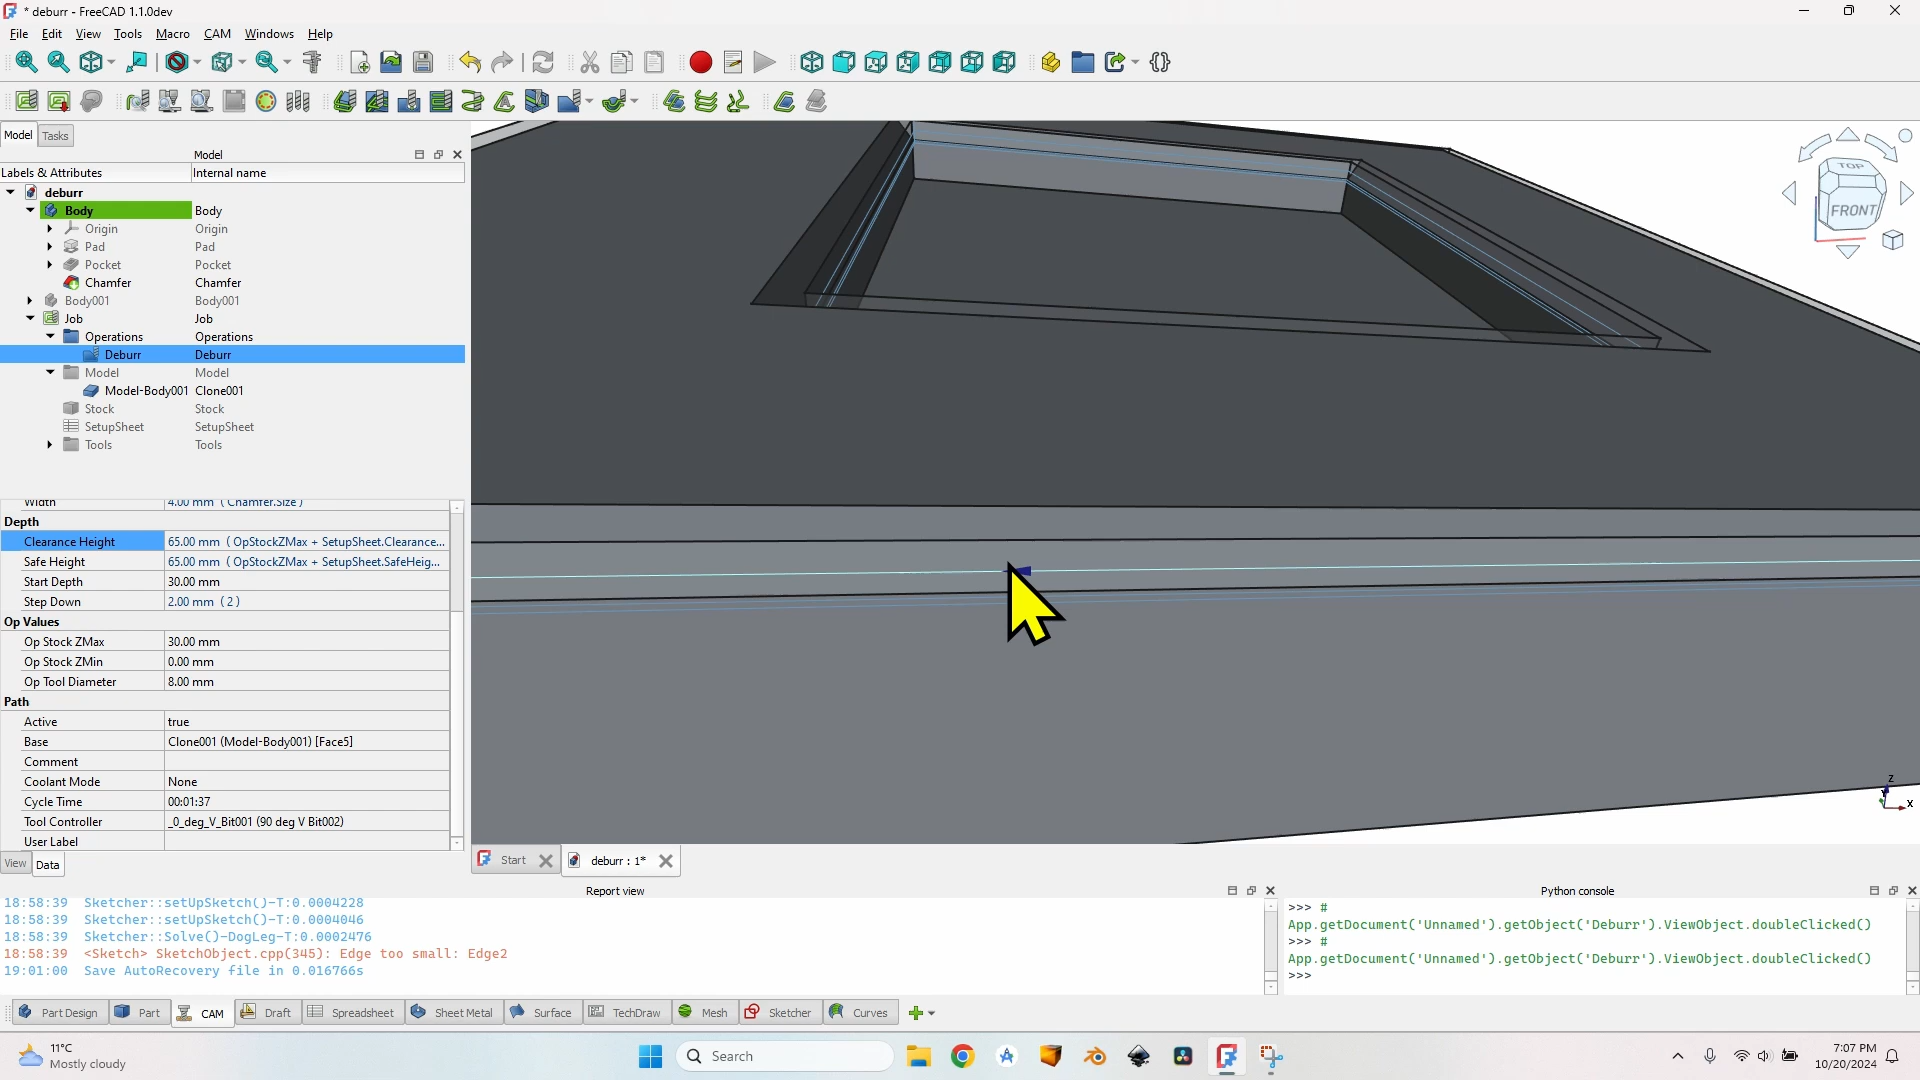 * deburr - FreeCAD 1.1.0dev
File Edit View Tools Macro CAM Windows Help
Model Tasks
Model
Labels & Attributes Internal name
deburr
Body Body
Origin Origin
Pad Pad
Pocket Pocket
Chamfer Chamfer
Body001 Body001
Job Job
Operations Operations
Deburr Deburr
Model Model
Model-Body001 Clone001
Stock Stock
SetupSheet SetupSheet
Tools Tools
Width 4.00 mm ( Chamfer.Size )
Depth
Clearance Height 65.00 mm ( OpStockZMax + SetupSheet.Clearance...
Safe Height 65.00 mm ( OpStockZMax + SetupSheet.SafeHeig...
Start Depth 30.00 mm
Step Down 2.00 mm ( 2 )
Op Values
Op Stock ZMax 30.00 mm
Op Stock ZMin 0.00 mm
Op Tool Diameter 8.00 mm
Path
Active true
Base Clone001 (Model-Body001) [Face5]
Comment
Coolant Mode None
Cycle Time 00:01:37
Tool Controller _0_deg_V_Bit001 (90 deg V Bit002)
User Label
View Data
TOP
FRONT
Z
Y
X
Start deburr : 1*
Report view
18:58:39 Sketcher::setUpSketch()-T:0.0004228
18:58:39 Sketcher::Solve()-T:0.0004046
18:58:39 Sketcher::Solve()-DogLeg-T:0.0002476
18:58:39 <Sketch> SketchObject.cpp(345): Edge too small: Edge2
19:01:00 Save AutoRecovery file in 0.016766s
Python console
>>> #
App.getDocument('Unnamed').getObject('Deburr').ViewObject.doubleClicked()
>>> #
App.getDocument('Unnamed').getObject('Deburr').ViewObject.doubleClicked()
>>>
Part Design Part CAM Draft Spreadsheet Sheet Metal Surface TechDraw Mesh Sketcher Curves
11°C
Mostly cloudy
Search
7:07 PM
10/20/2024